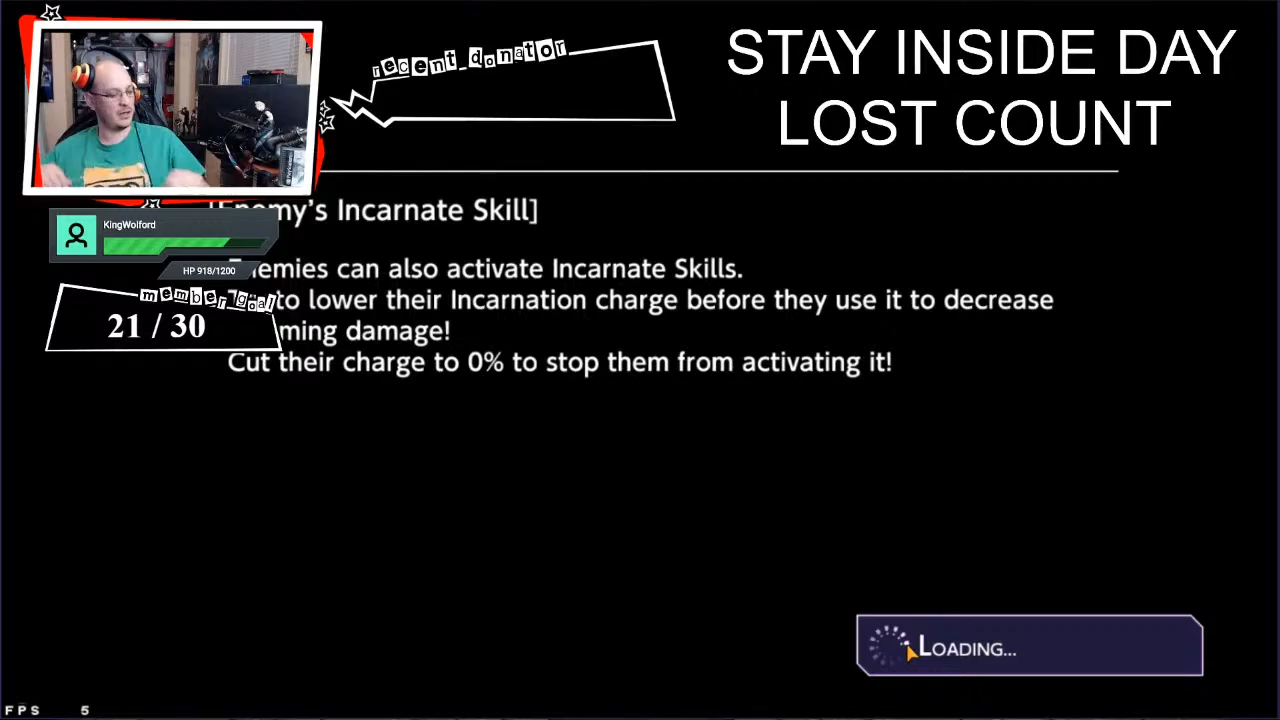 recent_donator
STAY INSIDE DAY
LOST COUNT
Enemy's Incarnate Skill]
KingWolford
HP 918/1200
Enemies can also activate Incarnate Skills.
to lower their Incarnation charge before they use it to decrease
damage!
Cut their charge to 0% to stop them from activating it!
member goal
21 / 30
LOADING...
FPS 5